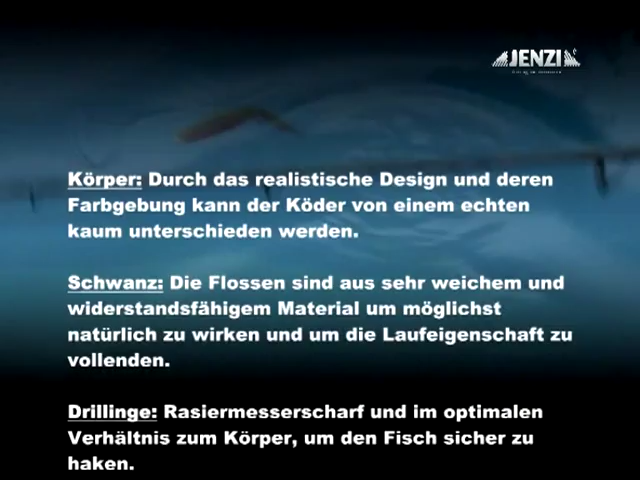 JENZI
Körper: Durch das realistische Design und deren
Farbgebung kann der Köder von einem echten
kaum unterschieden werden.
Schwanz: Die Flossen sind aus sehr weichem und
widerstandsfähigem Material um möglichst
natürlich zu wirken und um die Laufeigenschaft zu
vollenden.
Drillinge: Rasiermesserscharf und im optimalen
Verhältnis zum Körper, um den Fisch sicher zu
haken.